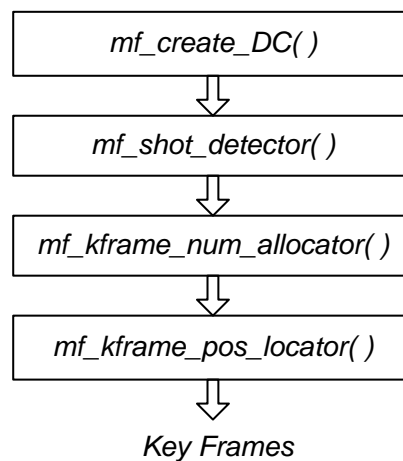 mf_create_DC( )
mf_shot_detector( )
mf_kframe_num_allocator( )
mf_kframe_pos_locator( )
Key Frames